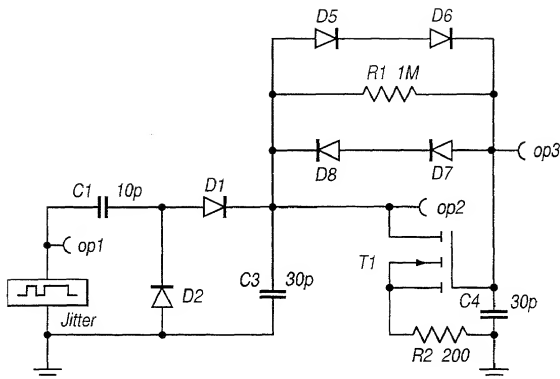 D5 D6
R1 1M
op3
D8 D7
C1 10p D1
op2
op1
T1
C3 30p
D2
C4 30p
Jitter
R2 200